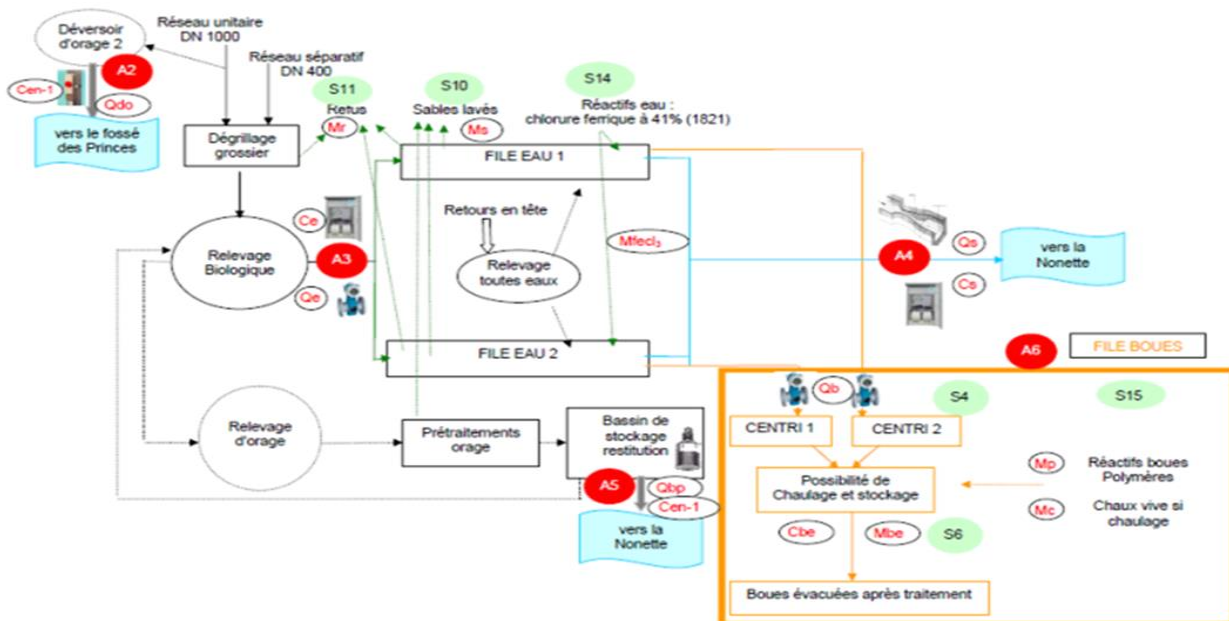 Déversoir
d'orage 2
Réseau unitaire
DN 1000
Réseau séparatif
DN 400
A2
Cen-1
Qdo
vers le fossé
des Princes
Dégrillage
grossier
S11
Refus
Mr
S10
Sables lavés
Ms
S14
Réactifs eau :
chlorure ferrique à 41% (1821)
FILE EAU 1
Ce
A3
Qe
Relevage
Biologique
Retours en tête
Relevage
toutes eaux
Mfecl₃
A4
Qs
Cs
vers la
Nonette
FILE EAU 2
A6
FILE BOUES
Relevage
d'orage
Prétraitements
orage
Bassin de
stockage
restitution
A5
Qbp
Cen-1
vers la
Nonette
Qb
S4
S15
CENTRI 1
CENTRI 2
Possibilité de
Chaulage et stockage
Mp
Réactifs boues
Polymères
Mc
Chaux vive si
chaulage
Cbe
Mbe
S6
Boues évacuées après traitement